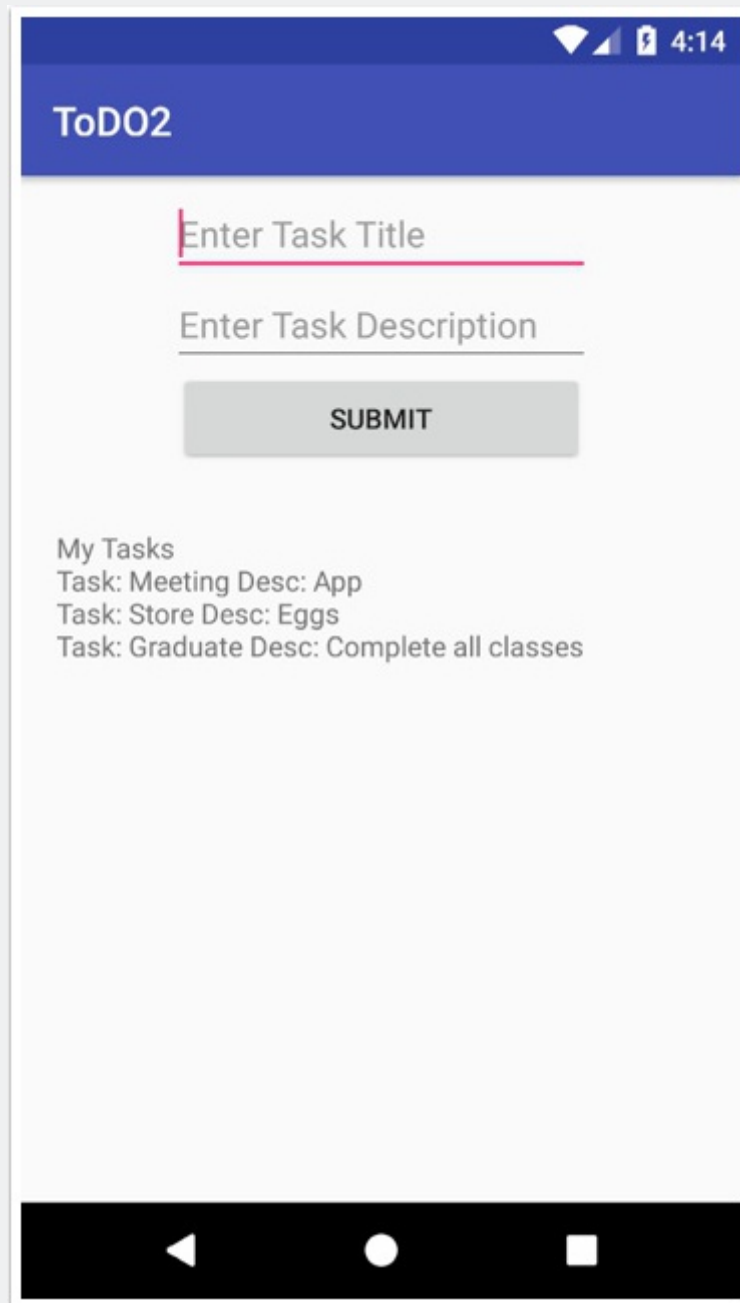 4:14
ToDO2
Enter Task Title
Enter Task Description
SUBMIT
My Tasks
Task: Meeting Desc: App
Task: Store Desc: Eggs
Task: Graduate Desc: Complete all classes